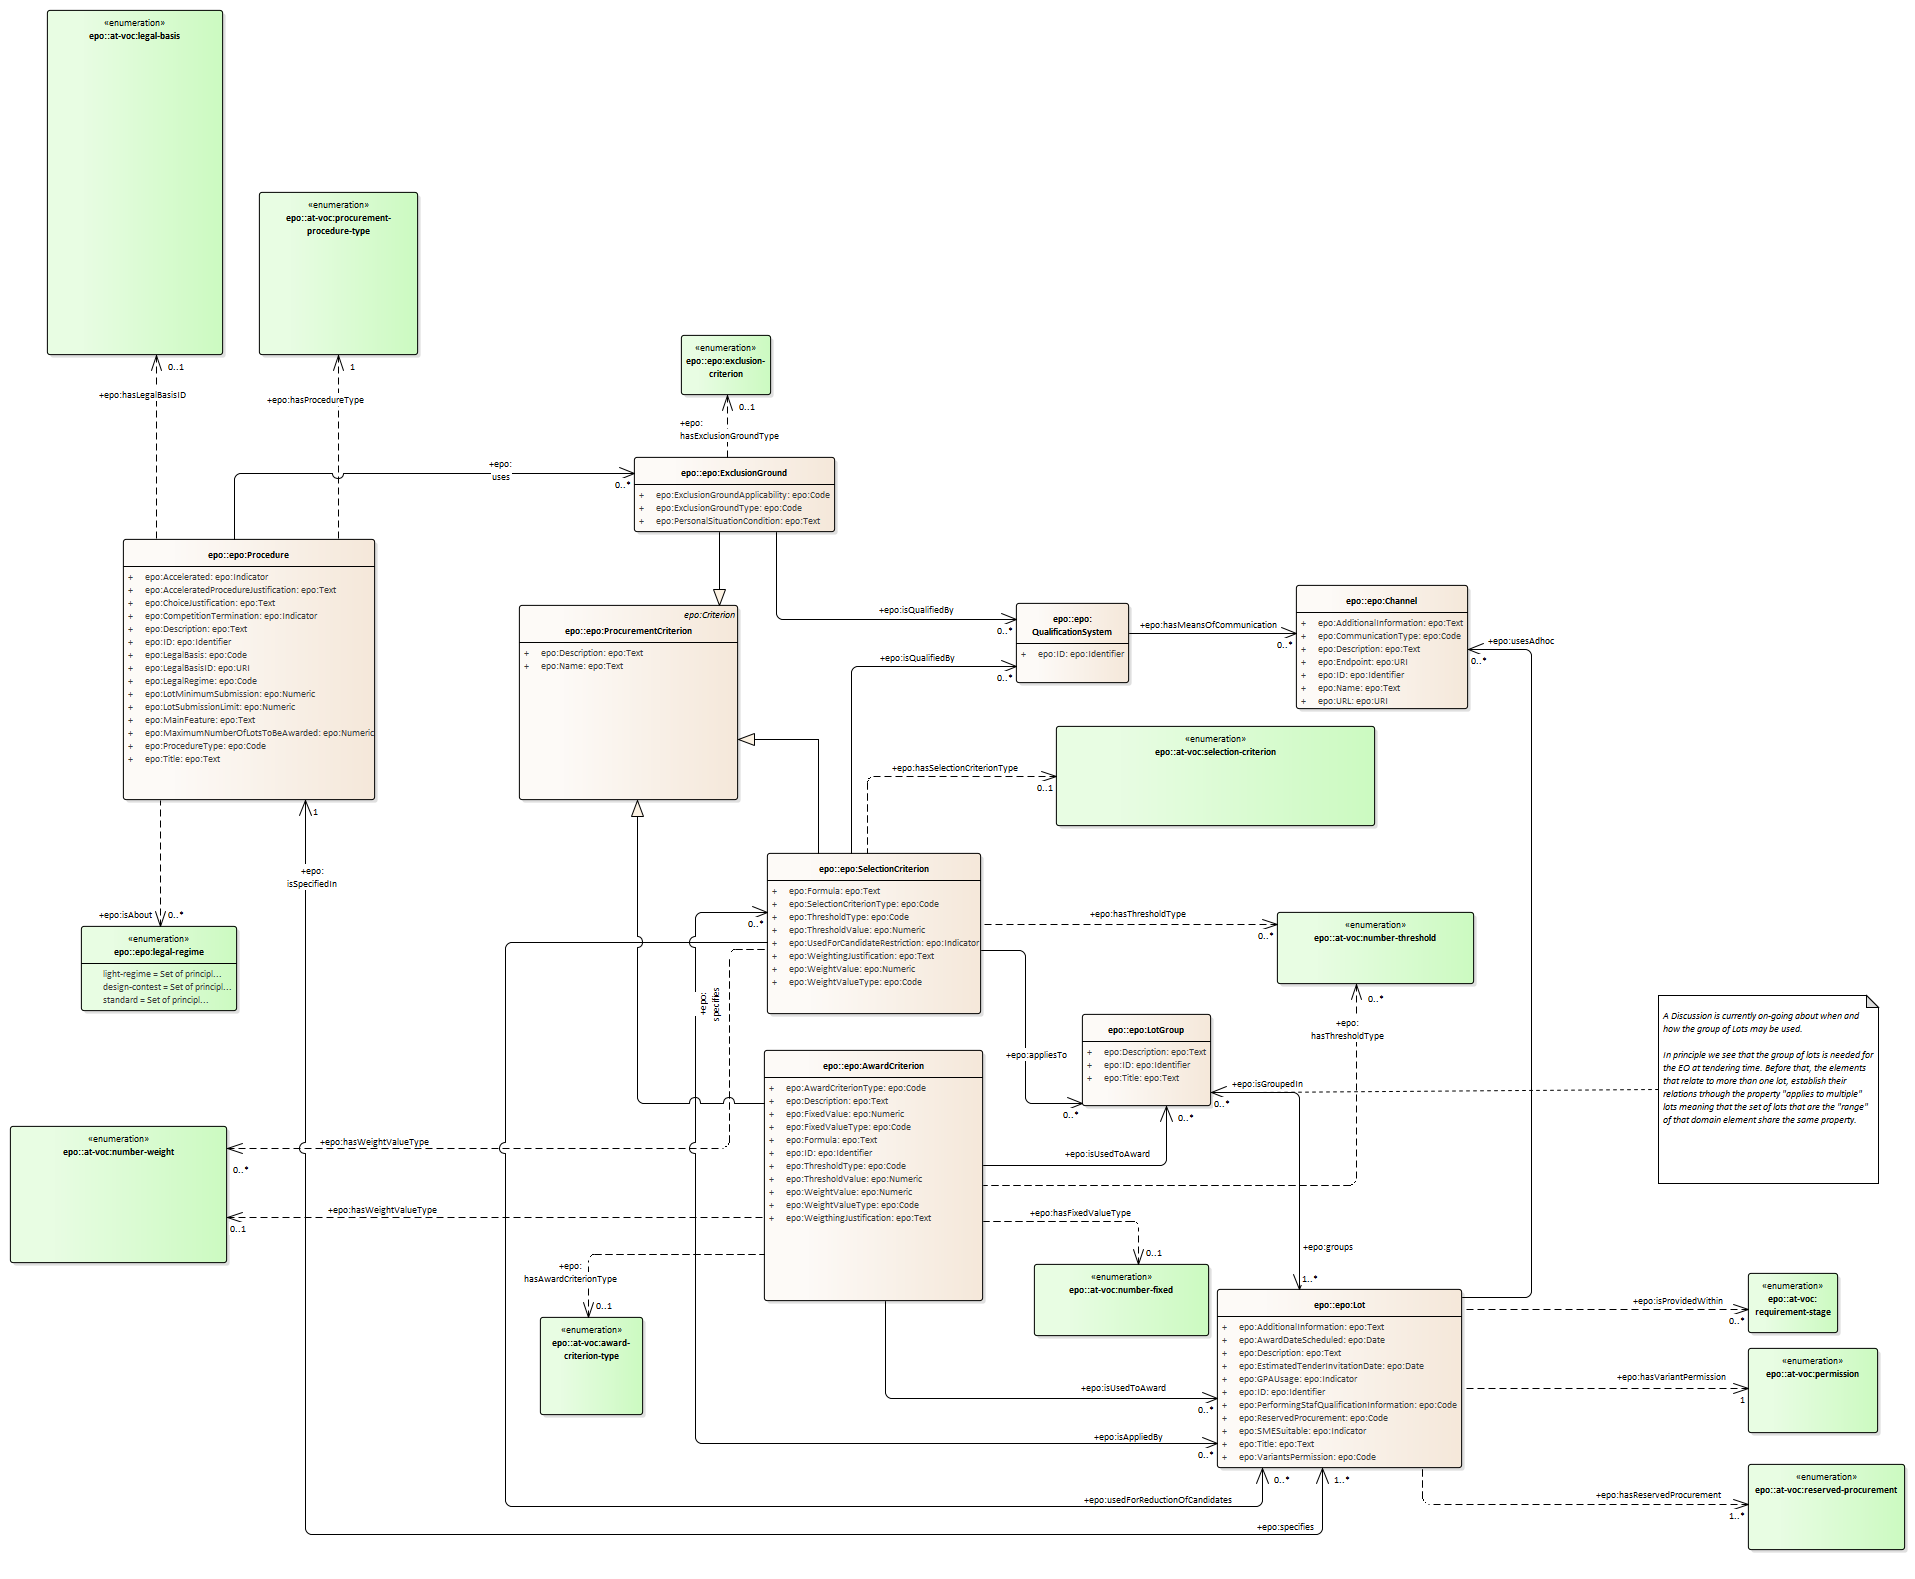 «enumeration»
epo::at-voc:legal-basis
«enumeration»
epo::at-voc:procurement-
procedure-type
0..1
+epo:hasLegalBasisID
1
+epo:hasProcedureType
«enumeration»
epo::epo:exclusion-
criterion
0..1
+epo:
hasExclusionGroundType
+epo:
uses
0..*
epo::epo:ExclusionGround
+ epo:ExclusionGroundApplicability: epo:Code
+ epo:ExclusionGroundType: epo:Code
+ epo:PersonalSituationCondition: epo:Text
epo::epo:Procedure
+ epo:Accelerated: epo:Indicator
+ epo:AcceleratedProcedureJustification: epo:Text
+ epo:ChoiceJustification: epo:Text
+ epo:CompetitionTermination: epo:Indicator
+ epo:Description: epo:Text
+ epo:ID: epo:Identifier
+ epo:LegalBasis: epo:Code
+ epo:LegalBasisID: epo:URI
+ epo:LegalRegime: epo:Code
+ epo:LotMinimumSubmission: epo:Numeric
+ epo:LotSubmissionLimit: epo:Numeric
+ epo:MainFeature: epo:Text
+ epo:MaximumNumberOfLotsToBeAwarded: epo:Numeric
+ epo:ProcedureType: epo:Code
+ epo:Title: epo:Text
epo:Criterion
epo::epo:ProcurementCriterion
+ epo:Description: epo:Text
+ epo:Name: epo:Text
+epo:isQualifiedBy
0..*
+epo:isQualifiedBy
0..*
epo::epo:
QualificationSystem
+ epo:ID: epo:Identifier
+epo:hasMeansOfCommunication
0..*
epo::epo:Channel
+ epo:AdditionalInformation: epo:Text
+ epo:CommunicationType: epo:Code
+ epo:Description: epo:Text
+ epo:Endpoint: epo:URI
+ epo:ID: epo:Identifier
+ epo:Name: epo:Text
+ epo:URL: epo:URI
+epo:usesAdhoc
0..*
«enumeration»
epo::at-voc:selection-criterion
+epo:hasSelectionCriterionType
0..1
1
+epo:
isSpecifiedIn
+epo:isAbout
0..*
«enumeration»
epo::epo:legal-regime
light-regime = Set of principl...
design-contest = Set of principl...
standard = Set of principl...
epo::epo:SelectionCriterion
+ epo:Formula: epo:Text
+ epo:SelectionCriterionType: epo:Code
+ epo:ThresholdType: epo:Code
+ epo:ThresholdValue: epo:Numeric
+ epo:UsedForCandidateRestriction: epo:Indicator
+ epo:WeightingJustification: epo:Text
+ epo:WeightValue: epo:Numeric
+ epo:WeightValueType: epo:Code
0..*
+epo:
specifies
+epo:hasThresholdType
0..*
«enumeration»
epo::at-voc:number-threshold
0..*
+epo:
hasThresholdType
epo::epo:LotGroup
+ epo:Description: epo:Text
+ epo:ID: epo:Identifier
+ epo:Title: epo:Text
+epo:appliesTo
0..*
0..*
+epo:isGroupedIn
0..*
A Discussion is currently on-going about when and
how the group of Lots may be used.
In principle we see that the group of lots is needed for
the EO at tendering time. Before that, the elements
that relate to more than one lot, establish their
relations trhough the property "applies to multiple"
lots meaning that the set of lots that are the "range"
of that domain element share the same property.
epo::epo:AwardCriterion
+ epo:AwardCriterionType: epo:Code
+ epo:Description: epo:Text
+ epo:FixedValue: epo:Numeric
+ epo:FixedValueType: epo:Code
+ epo:Formula: epo:Text
+ epo:ID: epo:Identifier
+ epo:ThresholdType: epo:Code
+ epo:ThresholdValue: epo:Numeric
+ epo:WeightValue: epo:Numeric
+ epo:WeightValueType: epo:Code
+ epo:WeigthingJustification: epo:Text
«enumeration»
epo::at-voc:number-weight
+epo:hasWeightValueType
0..*
+epo:hasWeightValueType
0..1
+epo:isUsedToAward
+epo:hasFixedValueType
0..1
«enumeration»
epo::at-voc:number-fixed
+epo:
hasAwardCriterionType
0..1
«enumeration»
epo::at-voc:award-
criterion-type
+epo:groups
1..*
epo::epo:Lot
+ epo:AdditionalInformation: epo:Text
+ epo:AwardDateScheduled: epo:Date
+ epo:Description: epo:Text
+ epo:EstimatedTenderInvitationDate: epo:Date
+ epo:GPAUsage: epo:Indicator
+ epo:ID: epo:Identifier
+ epo:PerformingStafQualificationInformation: epo:Code
+ epo:ReservedProcurement: epo:Code
+ epo:SMESuitable: epo:Indicator
+ epo:Title: epo:Text
+ epo:VariantsPermission: epo:Code
+epo:isProvidedWithin
0..*
«enumeration»
epo::at-voc:
requirement-stage
+epo:hasVariantPermission
1
«enumeration»
epo::at-voc:permission
+epo:isUsedToAward
0..*
+epo:isAppliedBy
0..*
0..*
1..*
+epo:usedForReductionOfCandidates
+epo:specifies
+epo:hasReservedProcurement
1..*
«enumeration»
epo::at-voc:reserved-procurement